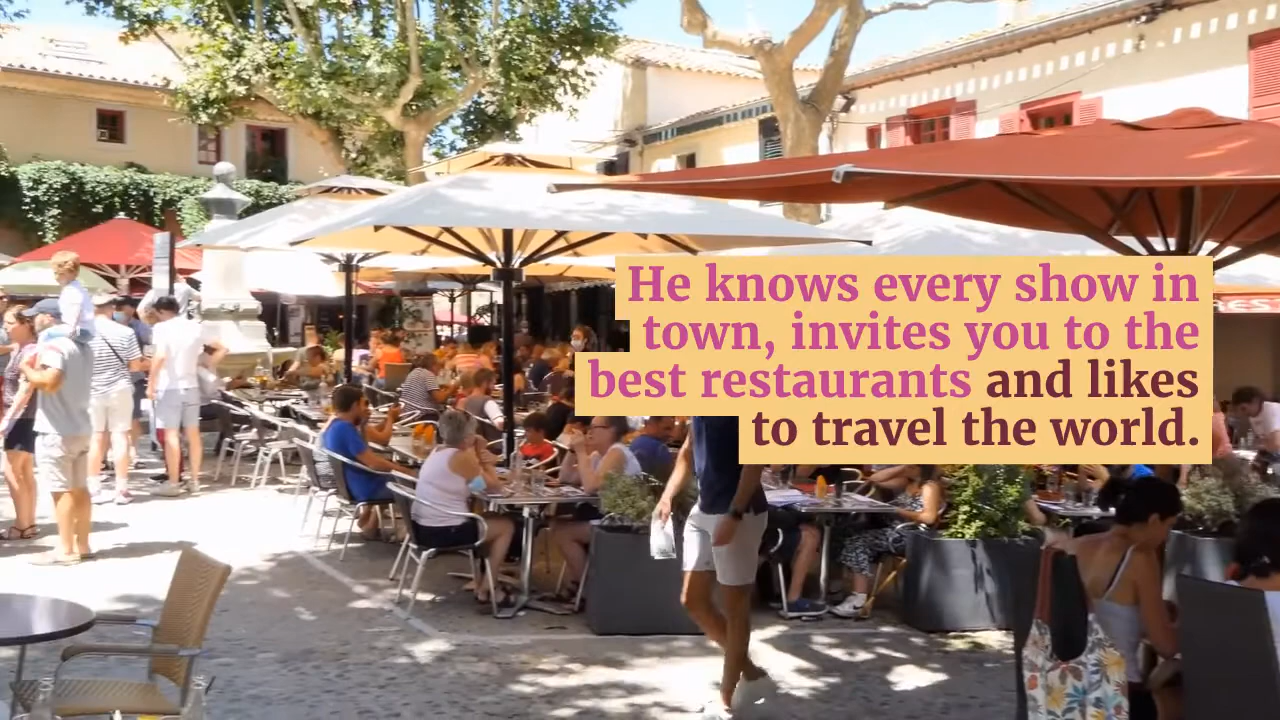 He knows every show in
town, invites you to the
best restaurants and likes
to travel the world.